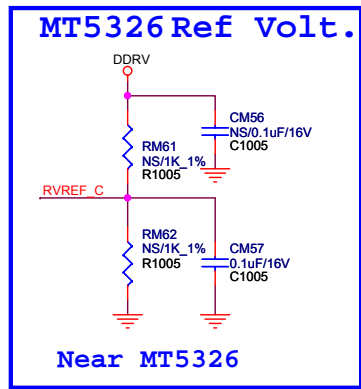 MT5326 Ref Volt.
DDRV
CM56
NS/0.1uF/16V
C1005
RM61
NS/1K_1%
R1005
RVREF_C
RM62
NS/1K_1%
R1005
CM57
0.1uF/16V
C1005
Near MT5326